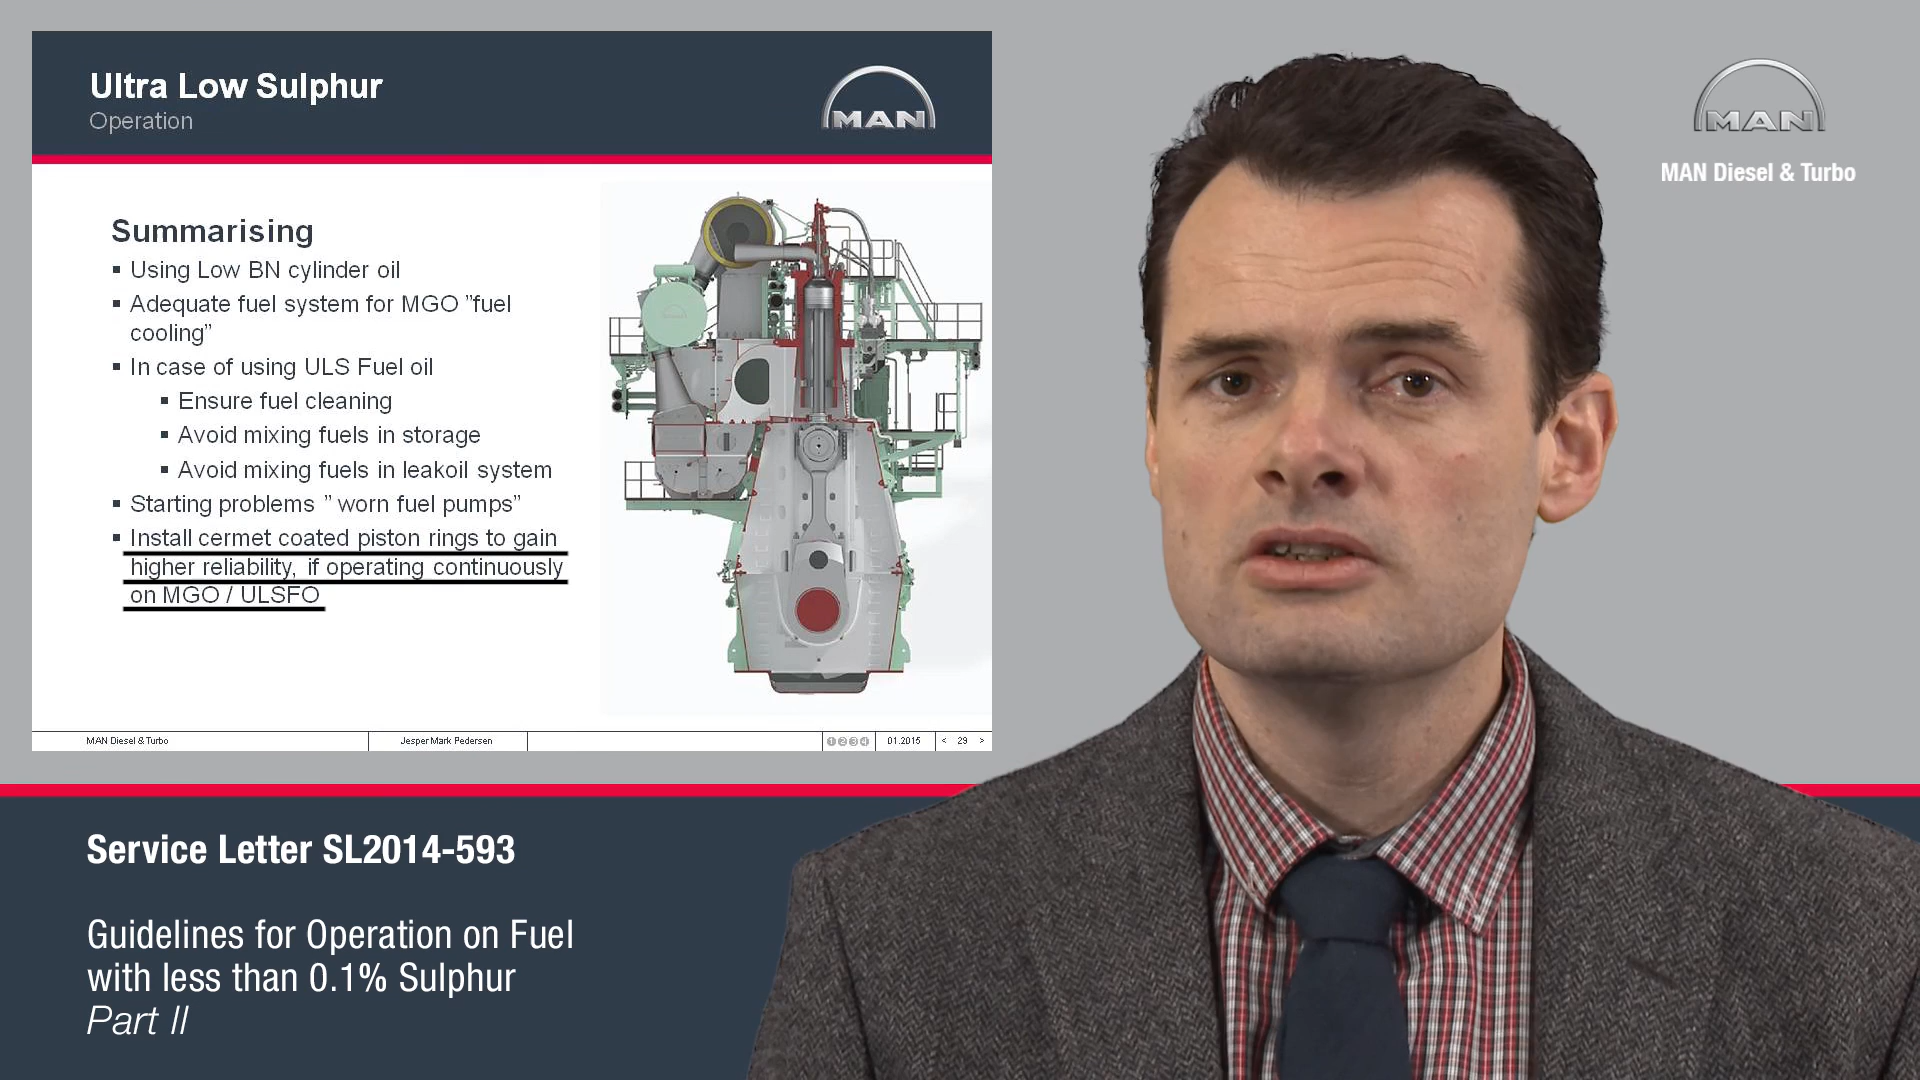 Ultra Low Sulphur
Operation
MAN
Summarising
▪ Using Low BN cylinder oil
▪ Adequate fuel system for MGO ”fuel
cooling”
▪ In case of using ULS Fuel oil
▪ Ensure fuel cleaning
▪ Avoid mixing fuels in storage
▪ Avoid mixing fuels in leakoil system
▪ Starting problems ” worn fuel pumps”
▪ Install cermet coated piston rings to gain
higher reliability, if operating continuously
on MGO / ULSFO
MAN Diesel & Turbo
Jesper Mark Pedersen
1 2 3 4
01.2015
< 29 >
MAN
MAN Diesel & Turbo
Service Letter SL2014-593
Guidelines for Operation on Fuel
with less than 0.1% Sulphur
Part II